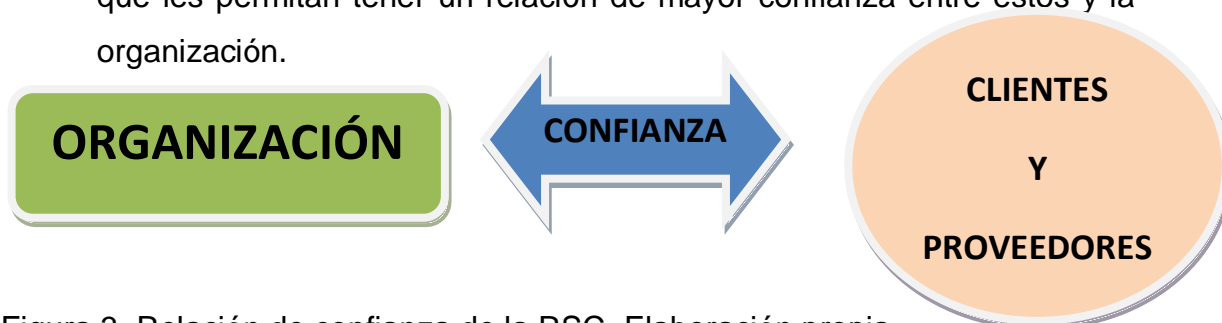 que les permitan tener un relación de mayor confianza entre estos y la
organización.
ORGANIZACIÓN
CONFIANZA
CLIENTES
Y
PROVEEDORES
Figura 3. Relación de confianza de la RSC. Elaboración propia